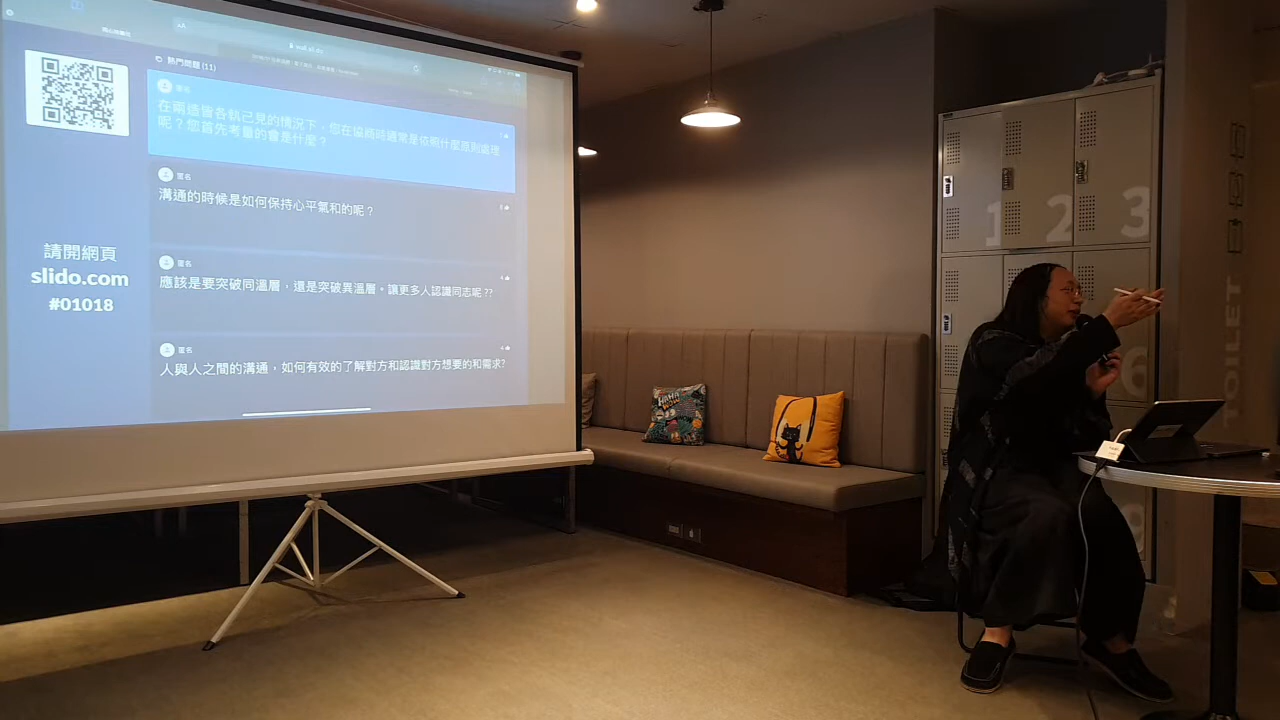 熱門問題 (11)
匿名
在兩造皆各執己見的情況下，您在協商時通常是依照什麼原則處理
呢？您首先考量的會是什麼？
匿名
溝通的時候是如何保持心平氣和的呢？
匿名
應該是要突破同溫層，還是突破異溫層。讓更多人認識同志呢??
匿名
人與人之間的溝通，如何有效的了解對方和認識對方想要的和需求?
請開網頁
slido.com
#01018
1
2
3
6
9
TOILET